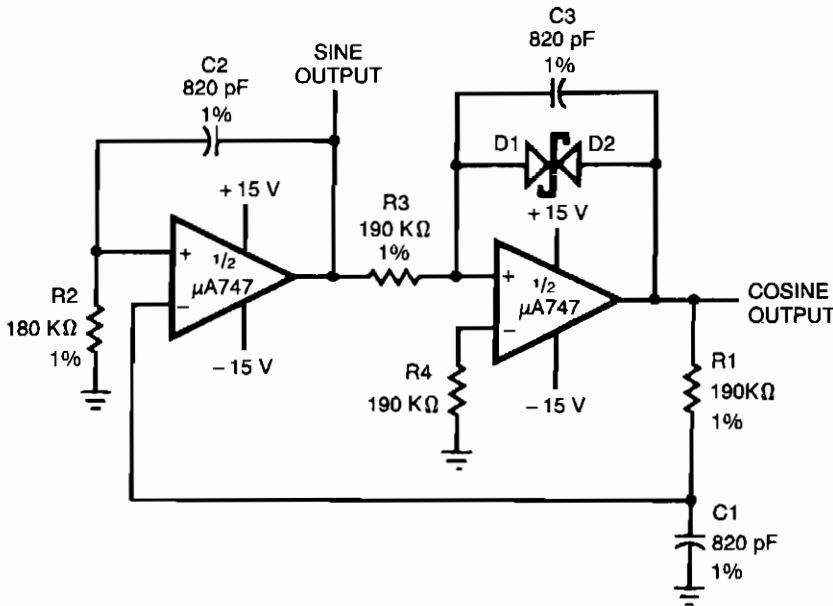 C3
820 pF
1%
SINE
OUTPUT
C2
820 pF
1%
D1
D2
+ 15 V
R3
190 KΩ
1%
+ 15 V
+
1/2
μA747
−
+
1/2
μA747
−
COSINE
OUTPUT
R2
180 KΩ
1%
− 15 V
R4
190 KΩ
− 15 V
R1
190KΩ
1%
C1
820 pF
1%